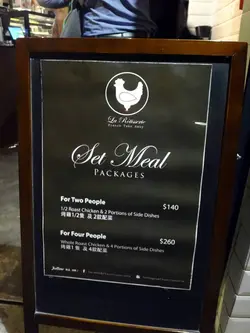 La Rôtisserie
Set Meal
PACKAGES
For Two People
$140
1/2 Roast Chicken & 2 Portions of Side Dishes
烤雞1/2隻 及 2款配菜
For Four People
$260
Whole Roast Chicken & 4 Portions of Side Dishes
烤雞1隻 及 4款配菜